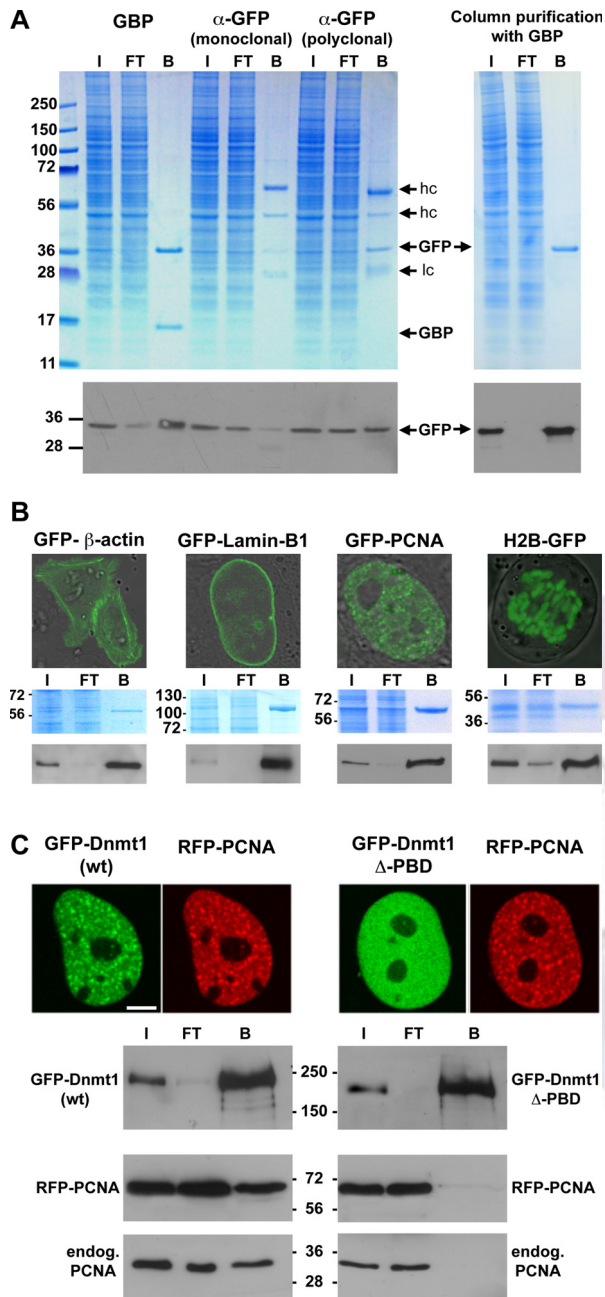 A
GBP
α-GFP
(monoclonal)
α-GFP
(polyclonal)
Column purification
with GBP
I FT B I FT B I FT B I FT B
250
150
100
72
56
36
28
17
11
hc
hc
GFP
lc
GBP
36
28
GFP
B
GFP- β-actin
GFP-Lamin-B1
GFP-PCNA
H2B-GFP
I FT B I FT B I FT B I FT B
72
56
130
100
72
72
56
56
36
C
GFP-Dnmt1
(wt)
RFP-PCNA
GFP-Dnmt1
Δ-PBD
RFP-PCNA
I FT B I FT B
GFP-Dnmt1
(wt)
250
150
GFP-Dnmt1
Δ-PBD
RFP-PCNA
72
56
RFP-PCNA
endog.
PCNA
36
28
endog.
PCNA